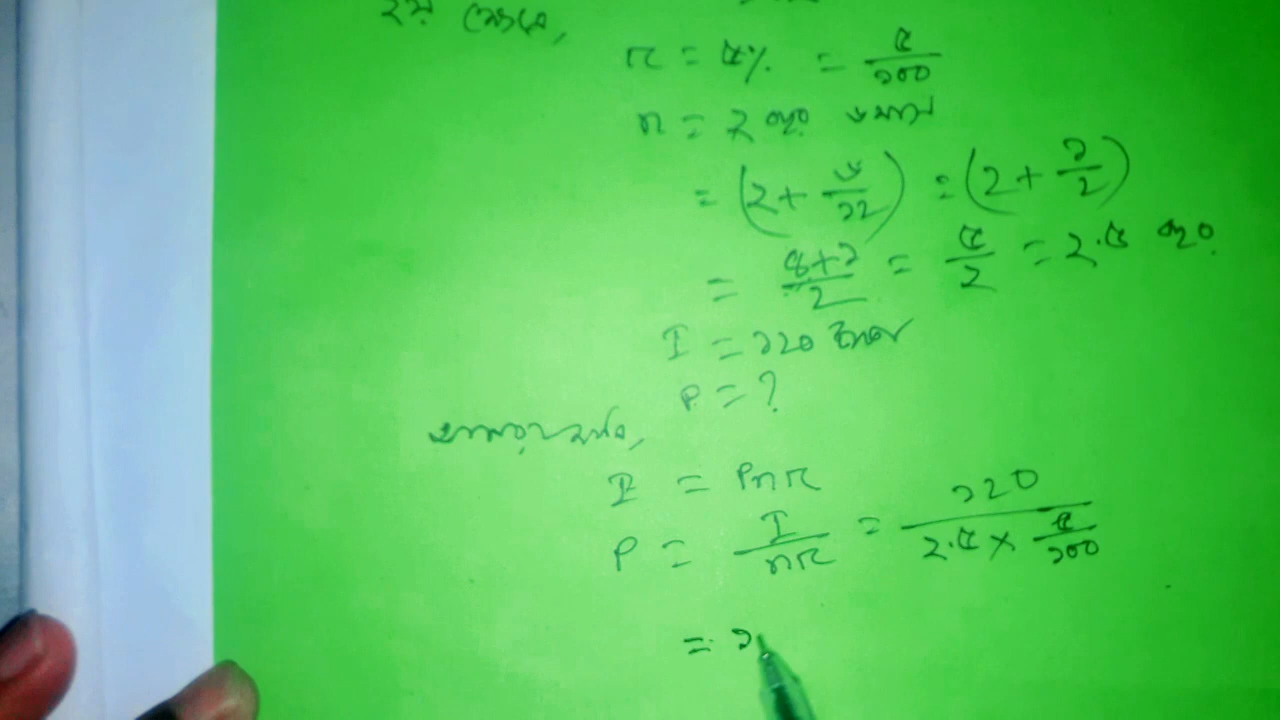 ২য় ক্ষেত্রে,
r = ৫% = ৫/১০০
n = ২ বছর ৬ মাস
= (২ + ৬/১২) = (২ + ১/২)
= ৪+১/২ = ৫/২ = ২.৫ বছর
I = ১২০ টাকা
P = ?
আমরা জানি,
I = Pnr
P = I/nr = ১২০/২.৫ × ৫/১০০
= ১